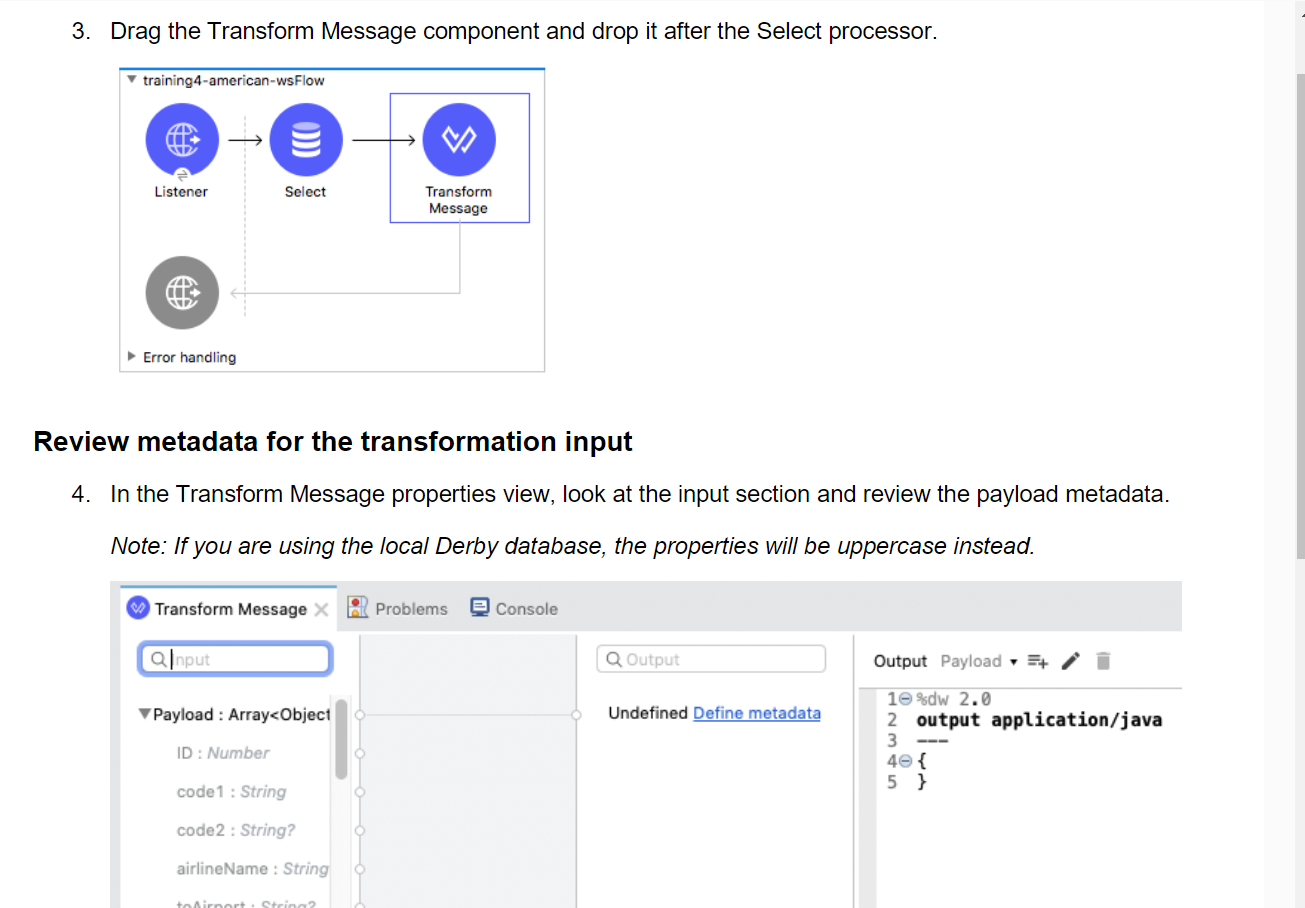 3. Drag the Transform Message component and drop it after the Select processor.
training4-american-wsFlow
Listener
Select
Transform
Message
Error handling
Review metadata for the transformation input
4. In the Transform Message properties view, look at the input section and review the payload metadata.
Note: If you are using the local Derby database, the properties will be uppercase instead.
Transform Message
Problems
Console
Input
Output
Output Payload
Payload : Array<Object
Undefined Define metadata
ID : Number
code1 : String
code2 : String?
airlineName : String
toAirport : String?
1 %dw 2.0
2 output application/java
3 ---
4 {
5 }